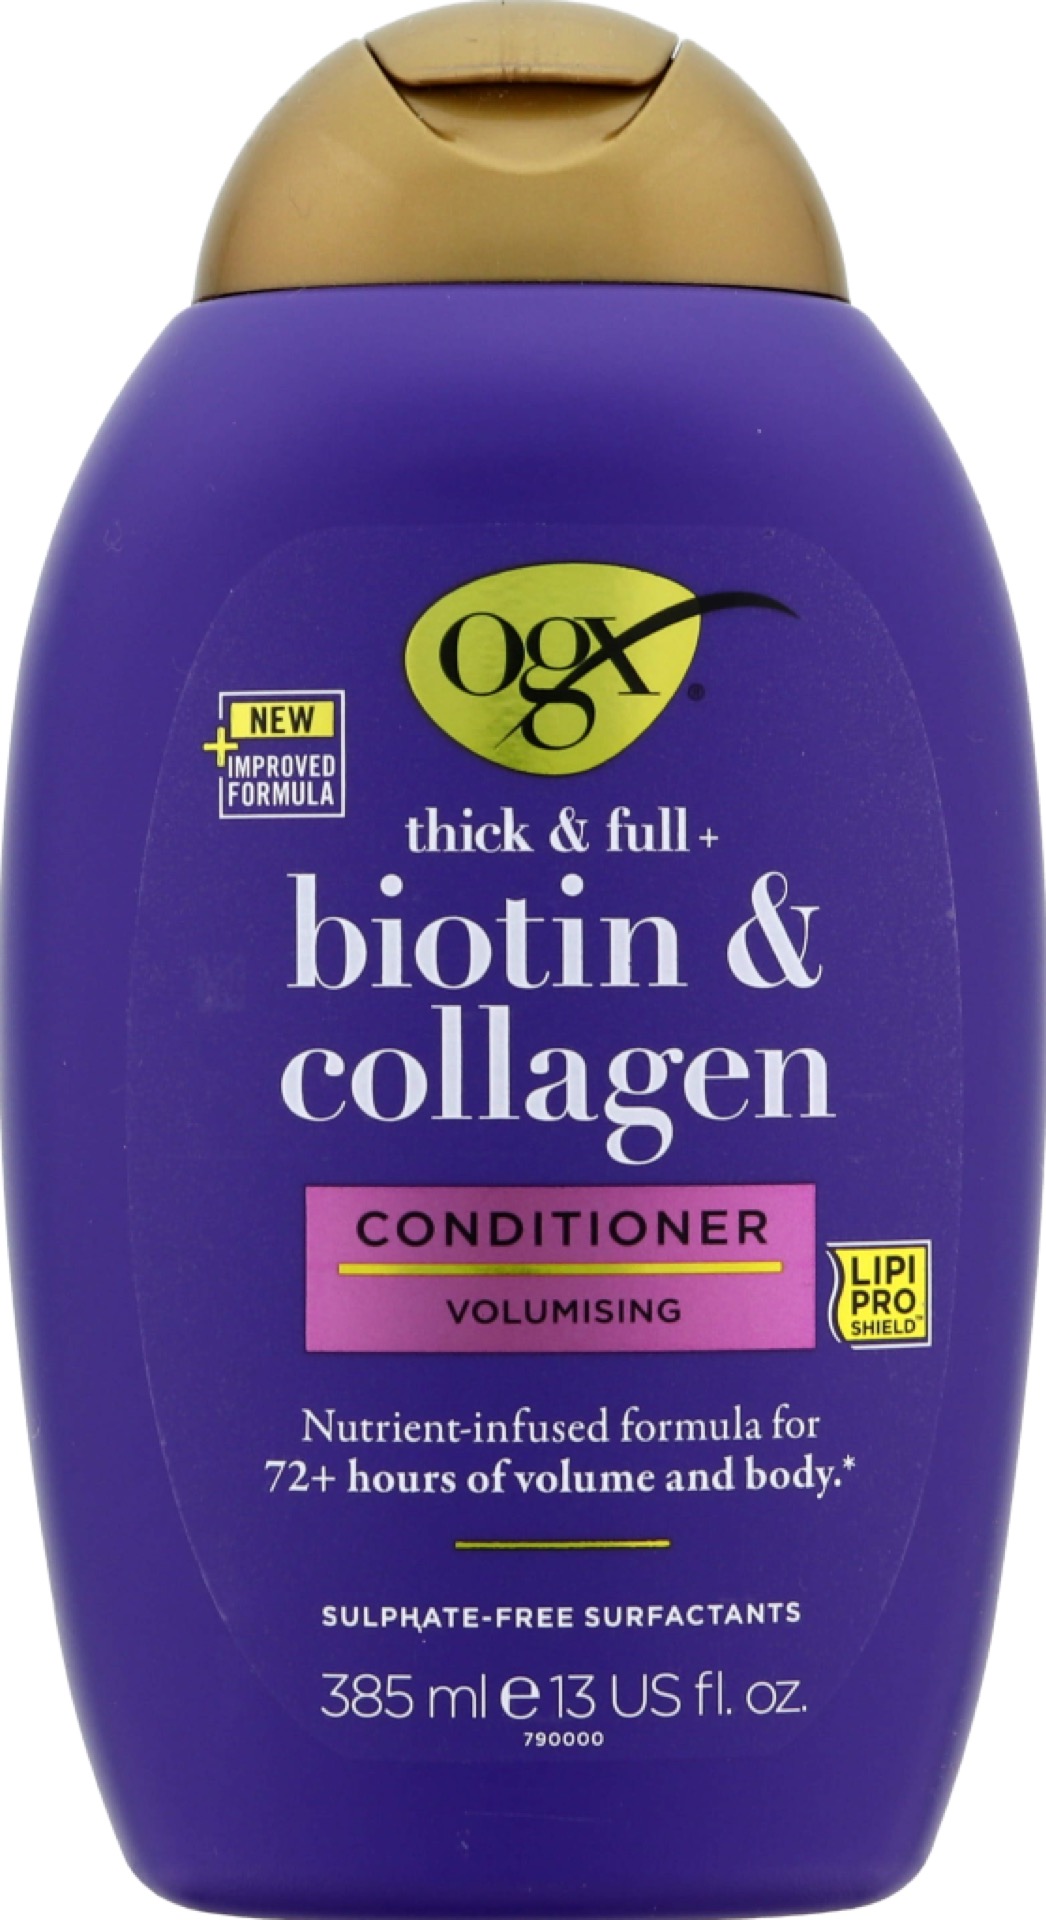 ogx®
NEW
+ IMPROVED
FORMULA
thick & full +
biotin &
collagen
CONDITIONER
VOLUMISING
LIPI
PRO
SHIELD™
Nutrient-infused formula for
72+ hours of volume and body.*
SULPHATE-FREE SURFACTANTS
385 ml e 13 US fl. oz.
790000